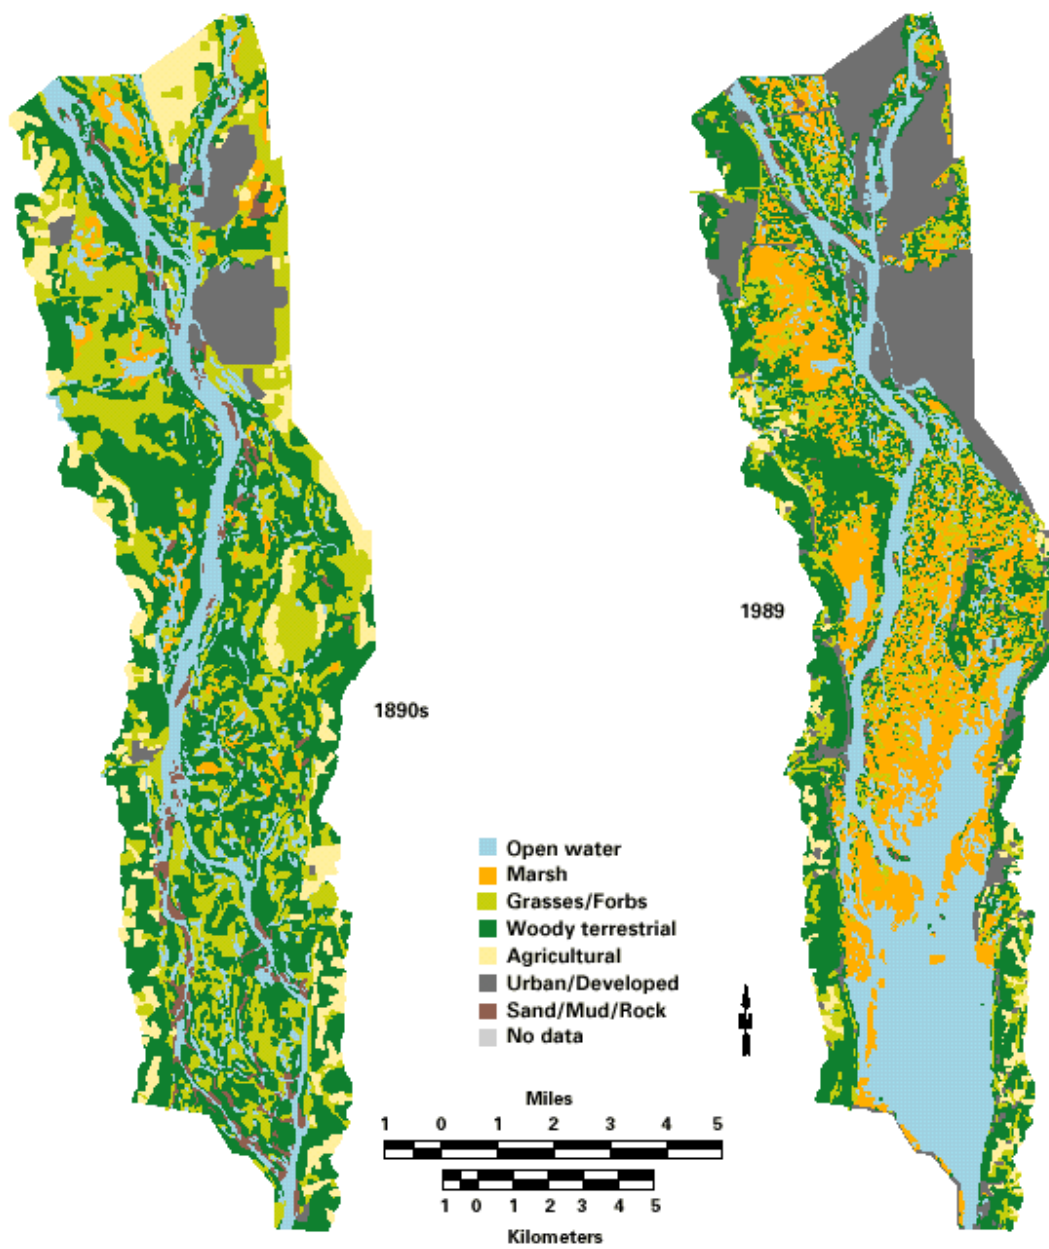 1989
1890s
Open water
Marsh
Grasses/Forbs
Woody terrestrial
Agricultural
Urban/Developed
Sand/Mud/Rock
No data
N
Miles
1 0 1 2 3 4 5
1 0 1 2 3 4 5
Kilometers